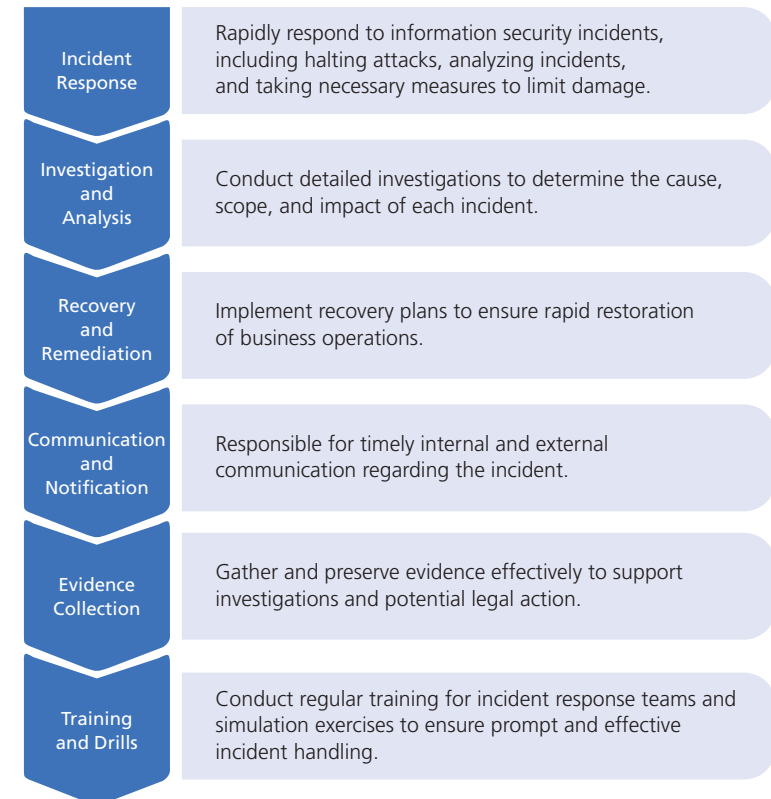 Incident
Response
Rapidly respond to information security incidents,
including halting attacks, analyzing incidents,
and taking necessary measures to limit damage.
Investigation
and
Analysis
Conduct detailed investigations to determine the cause,
scope, and impact of each incident.
Recovery
and
Remediation
Implement recovery plans to ensure rapid restoration
of business operations.
Communication
and
Notification
Responsible for timely internal and external
communication regarding the incident.
Evidence
Collection
Gather and preserve evidence effectively to support
investigations and potential legal action.
Training
and Drills
Conduct regular training for incident response teams and
simulation exercises to ensure prompt and effective
incident handling.